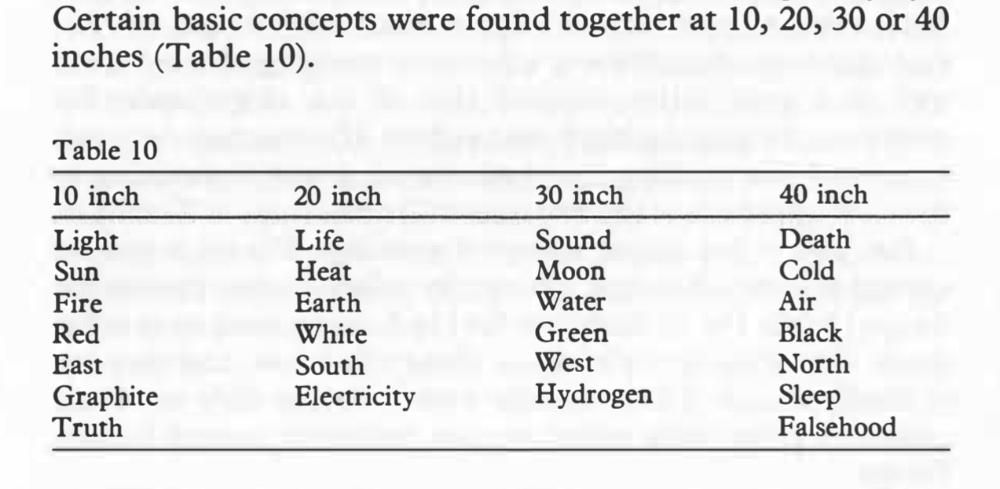 Certain basic concepts were found together at 10, 20, 30 or 40
inches (Table 10).
Table 10
10 inch 20 inch 30 inch 40 inch
Light Life Sound Death
Sun Heat Moon Cold
Fire Earth Water Air
Red White Green Black
East South West North
Graphite Electricity Hydrogen Sleep
Truth Falsehood